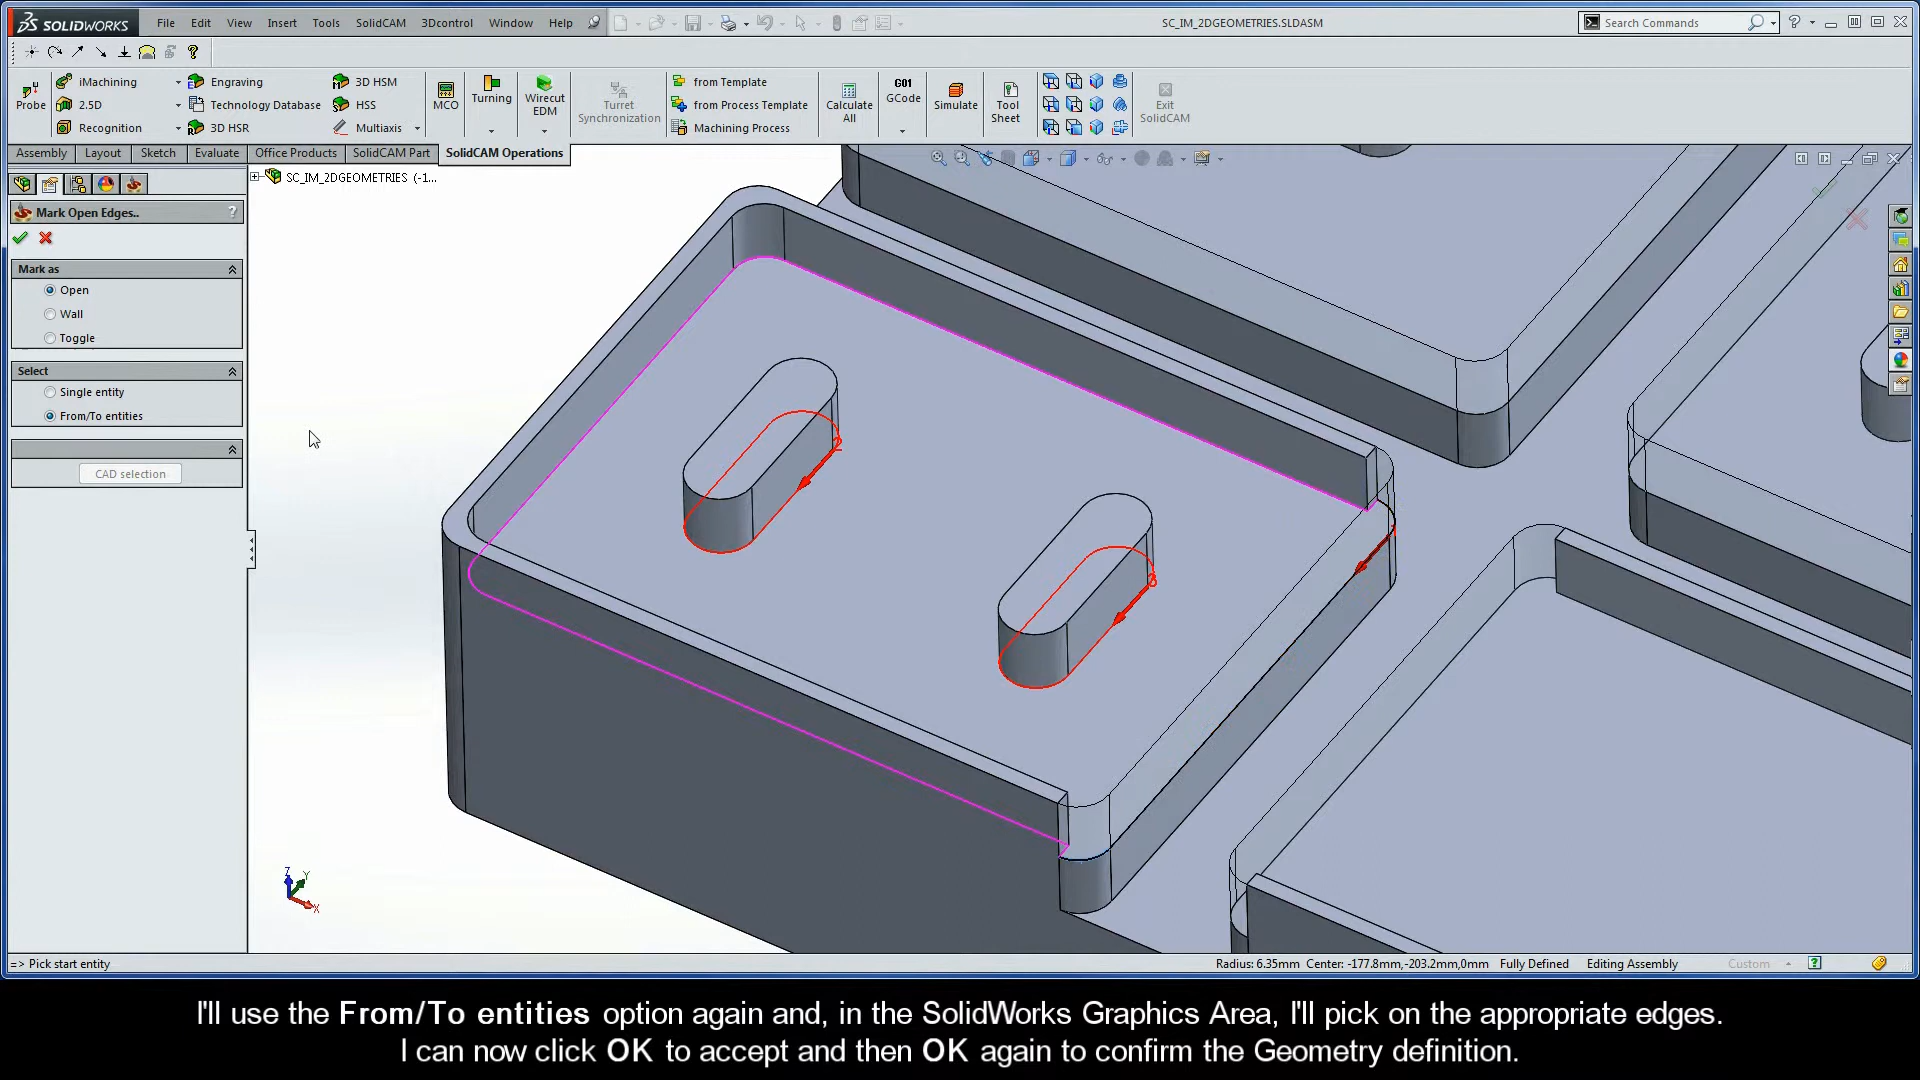 SOLIDWORKS File Edit View Insert Tools SolidCAM 3Dcontrol Window Help SC_IM_2DGEOMETRIES.SLDASM Search Commands
Probe iMachining Engraving 3D HSM MCO Turning Wirecut EDM Turret Synchronization from Template Calculate All G01 GCode Simulate Tool Sheet Exit SolidCAM
2.5D Technology Database HSS from Process Template
Recognition 3D HSR Multiaxis Machining Process
Assembly Layout Sketch Evaluate Office Products SolidCAM Part SolidCAM Operations
SC_IM_2DGEOMETRIES (-1...
Mark Open Edges.. ?
Mark as
Open
Wall
Toggle
Select
Single entity
From/To entities
CAD selection
2
3
Z Y X
=> Pick start entity Radius: 6.35mm Center: -177.8mm,-203.2mm,0mm Fully Defined Editing Assembly Custom
I'll use the From/To entities option again and, in the SolidWorks Graphics Area, I'll pick on the appropriate edges.
I can now click OK to accept and then OK again to confirm the Geometry definition.